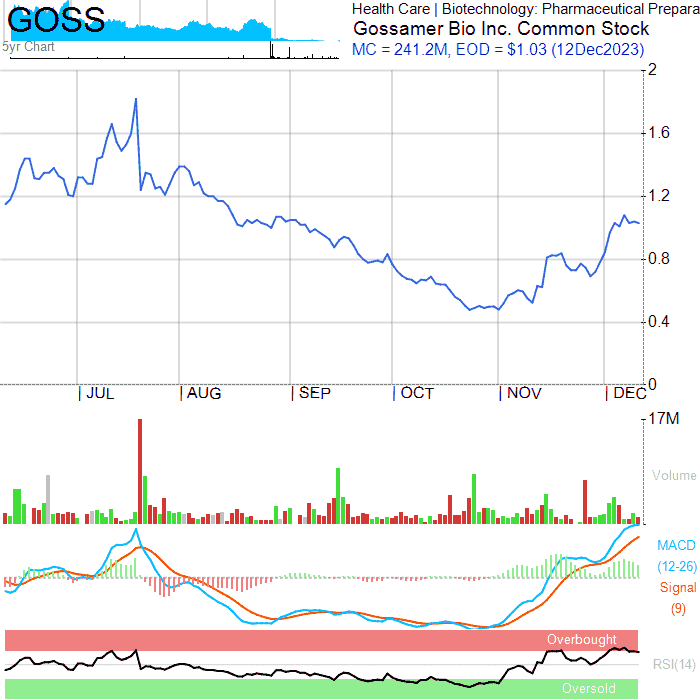 GOSS
5yr Chart
Health Care | Biotechnology: Pharmaceutical Prepara
Gossamer Bio Inc. Common Stock
MC = 241.2M, EOD = $1.03 (12Dec2023)
2
1.6
1.2
0.8
0.4
0
| JUL | AUG | SEP | OCT | NOV | DEC
17M
Volume
MACD
(12-26)
Signal
(9)
Overbought
RSI(14)
Oversold